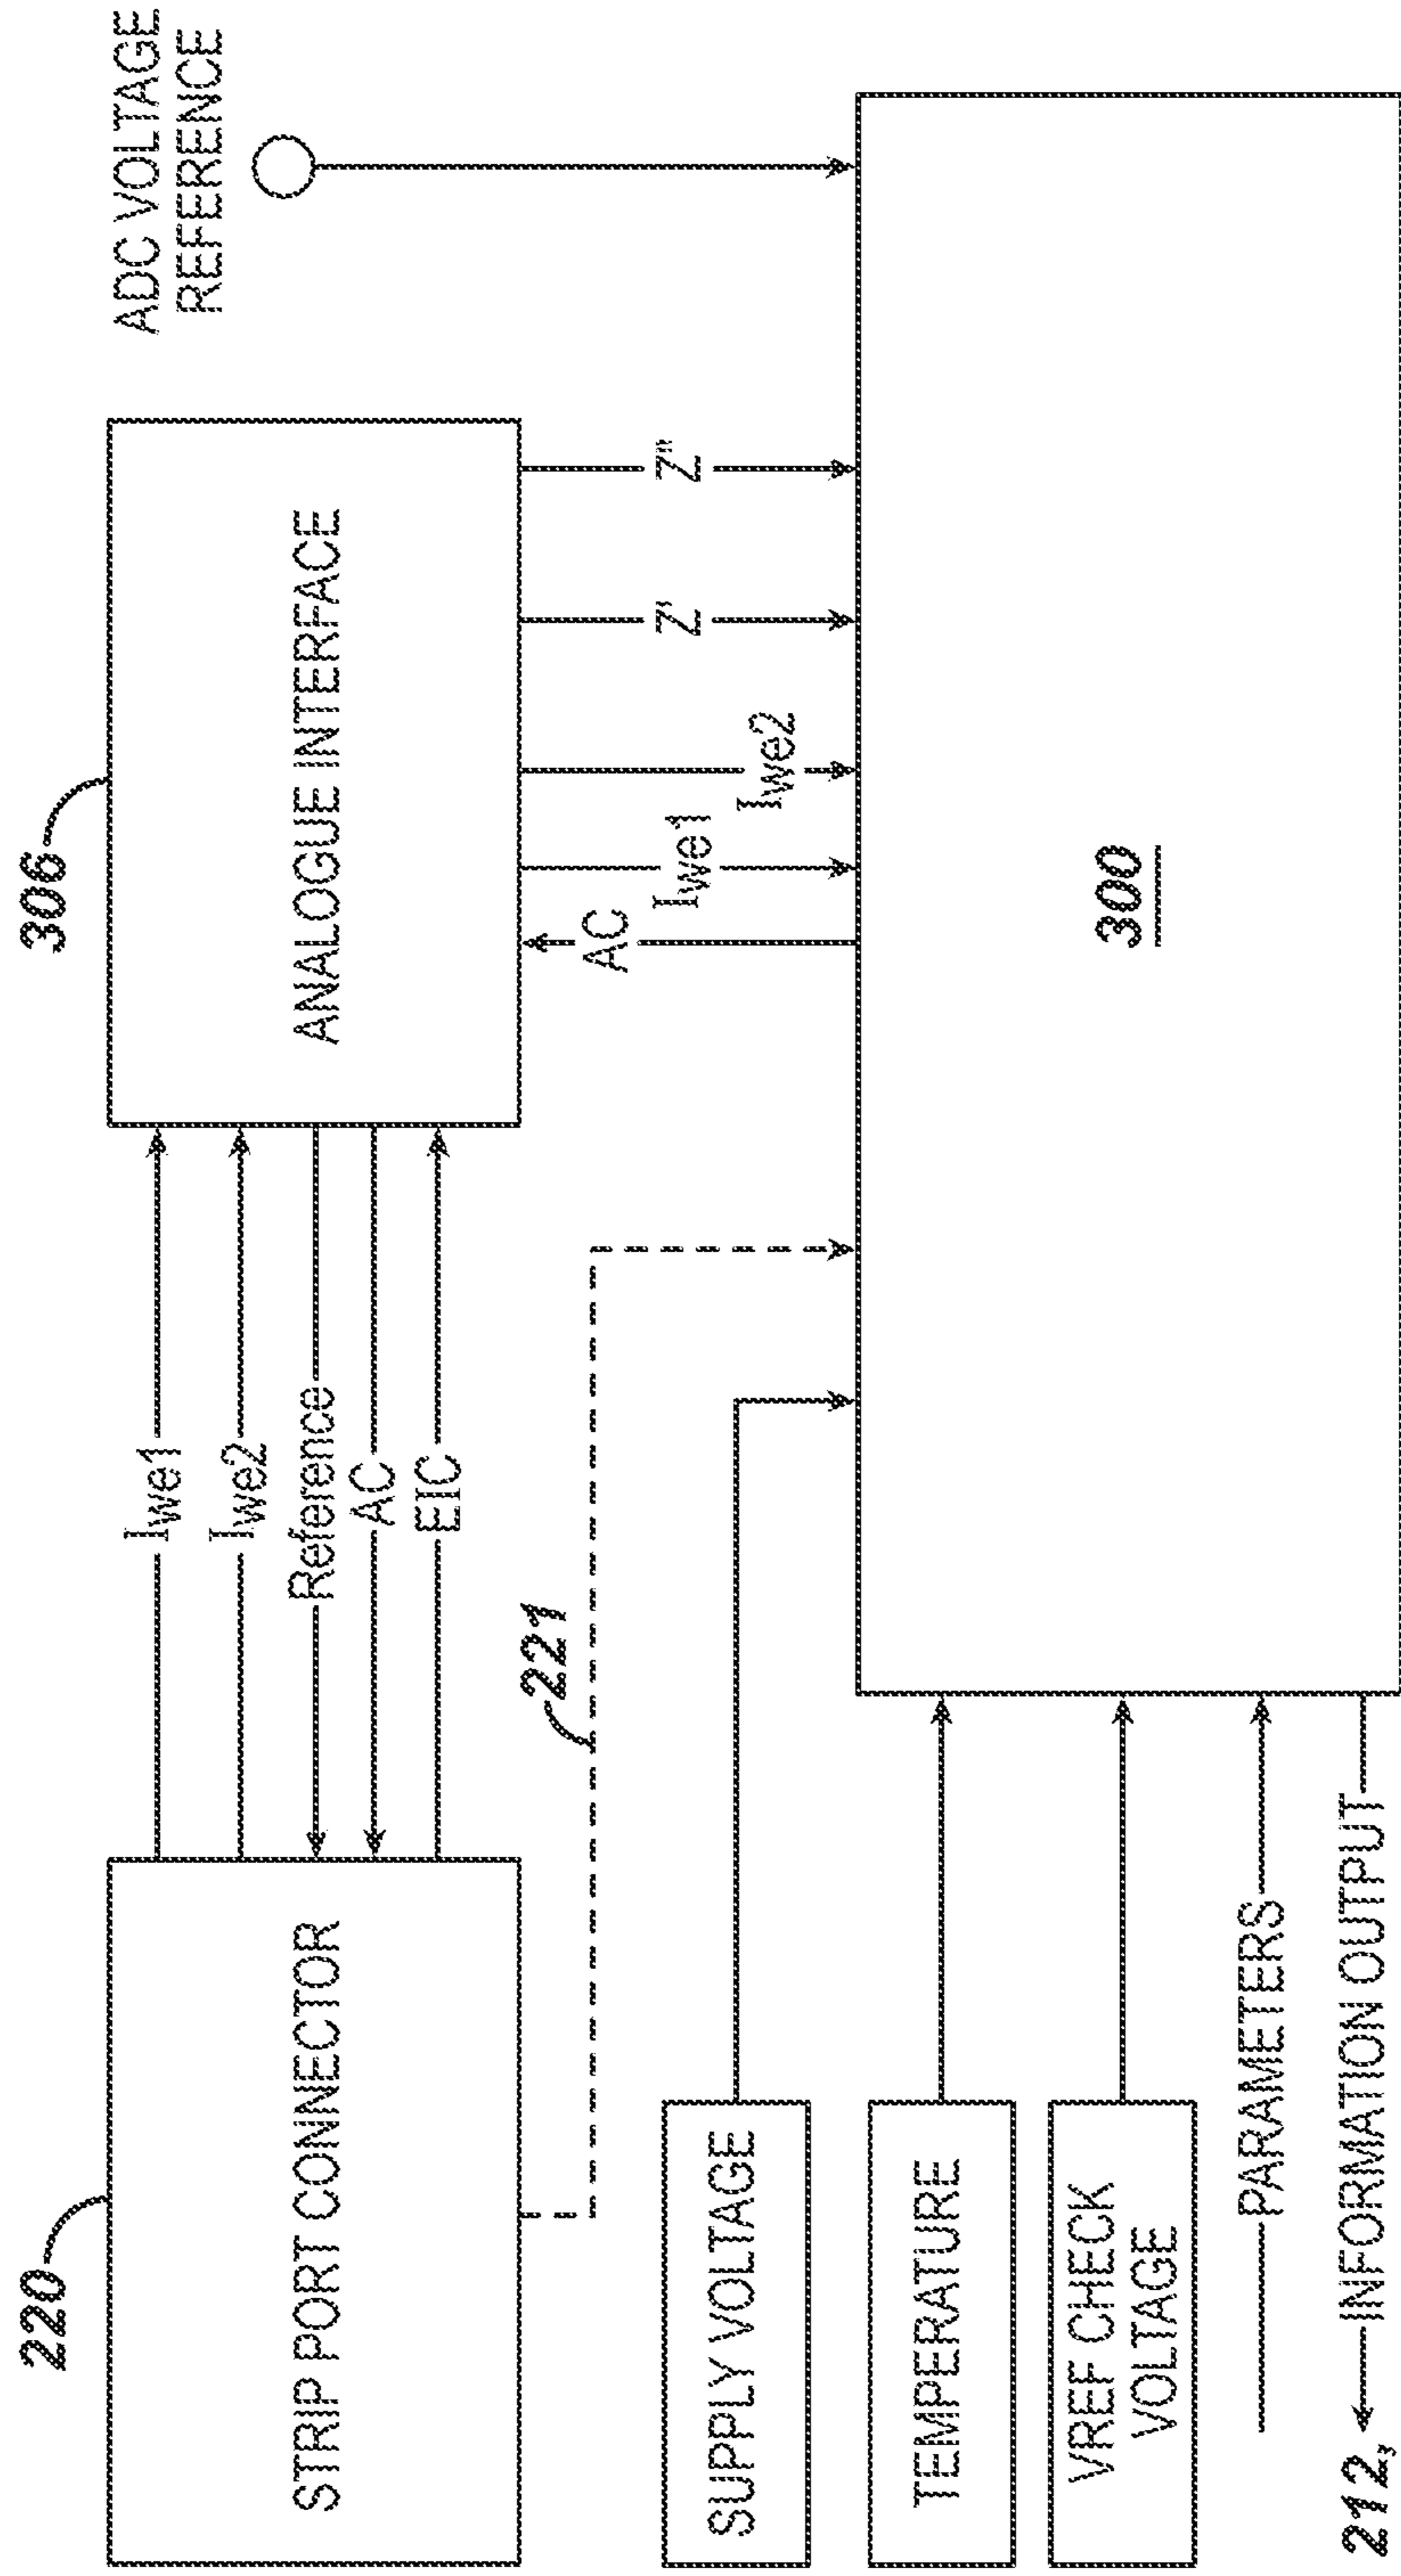 220
STRIP PORT CONNECTOR
Iwe1
Iwe2
Reference
AC
EIC
306
ANALOGUE INTERFACE
ADC VOLTAGE
REFERENCE
221
AC
Iwe1
Iwe2
Z'
Z"
SUPPLY VOLTAGE
TEMPERATURE
VREF CHECK
VOLTAGE
PARAMETERS
212,
INFORMATION OUTPUT
300